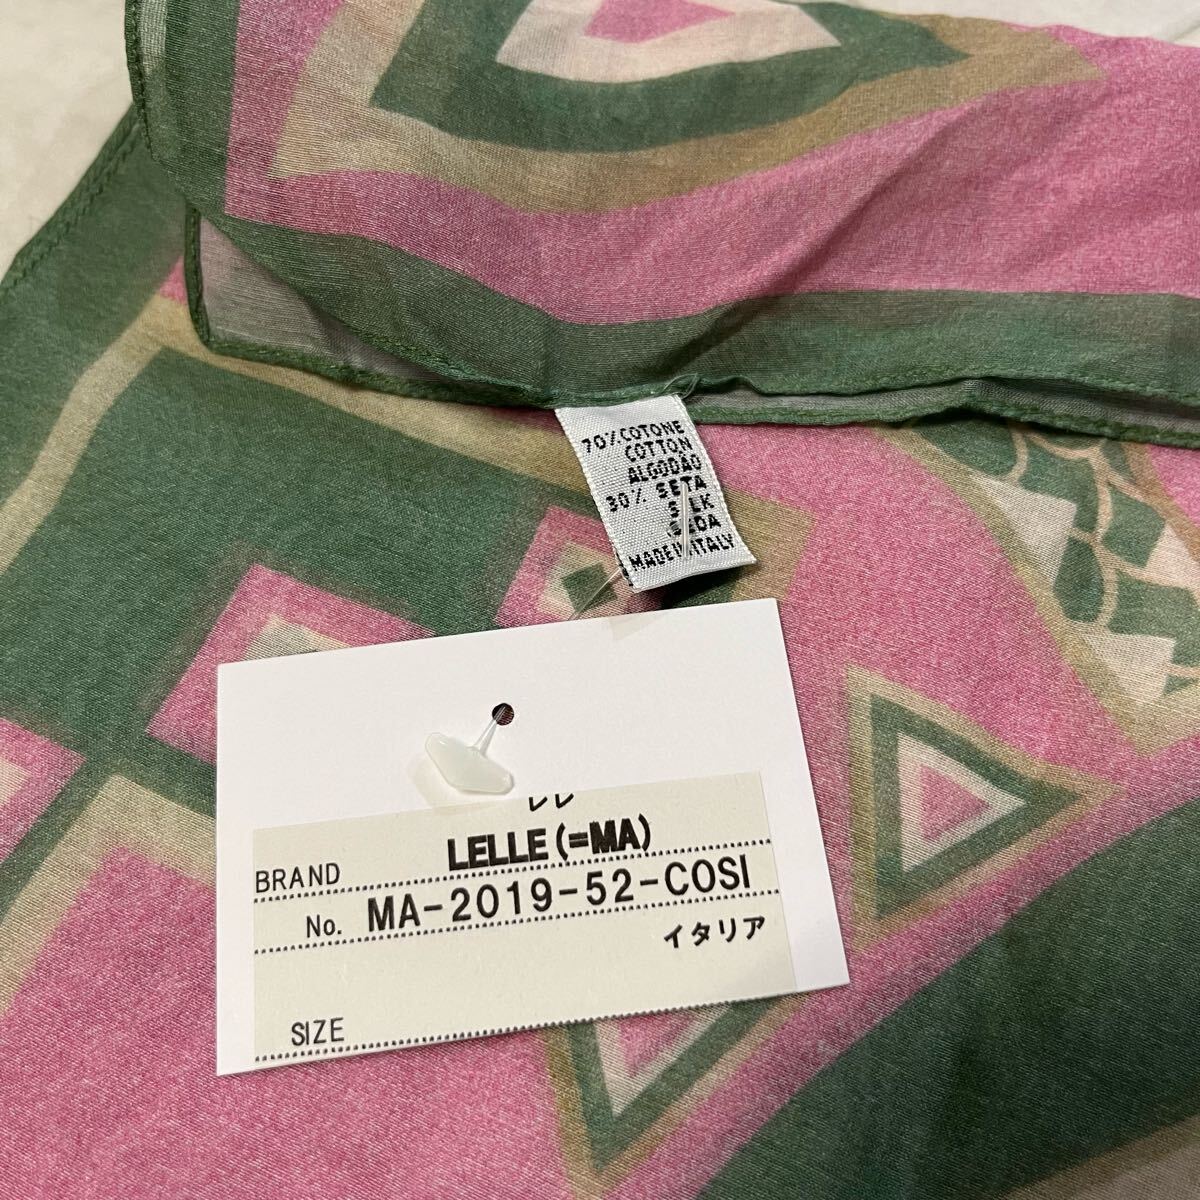 70%COTONE
COTTON
ALGODAO
30% SETA
SILK
SEDA
MADE IN ITALY
レレ
BRAND LELLE(=MA)
No. MA-2019-52-COSI
イタリア
SIZE